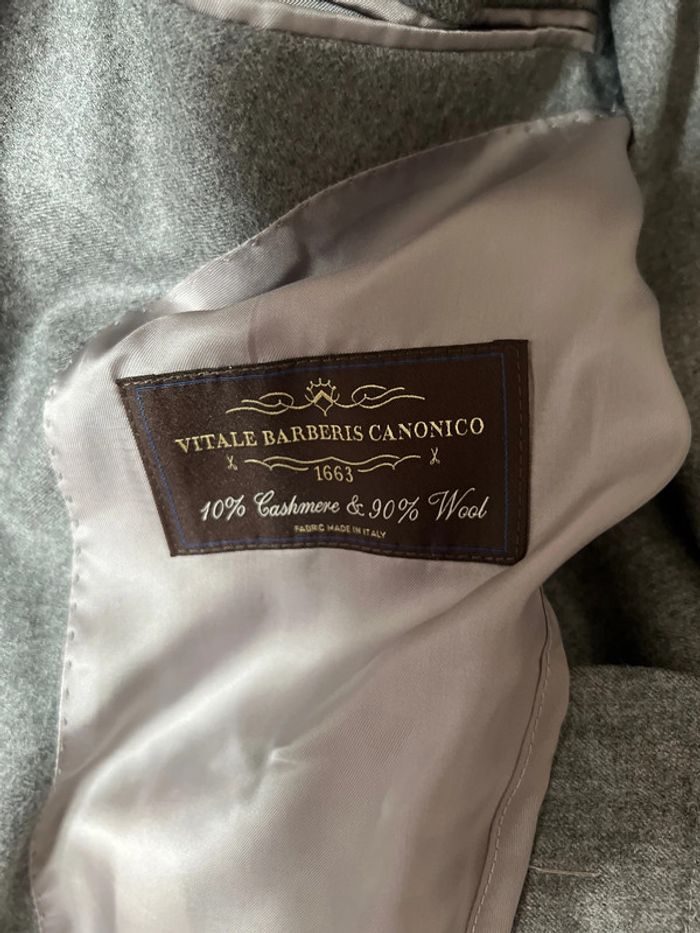 VITALE BARBERIS CANONICO
1663
10% Cashmere & 90% Wool
FABRIC MADE IN ITALY